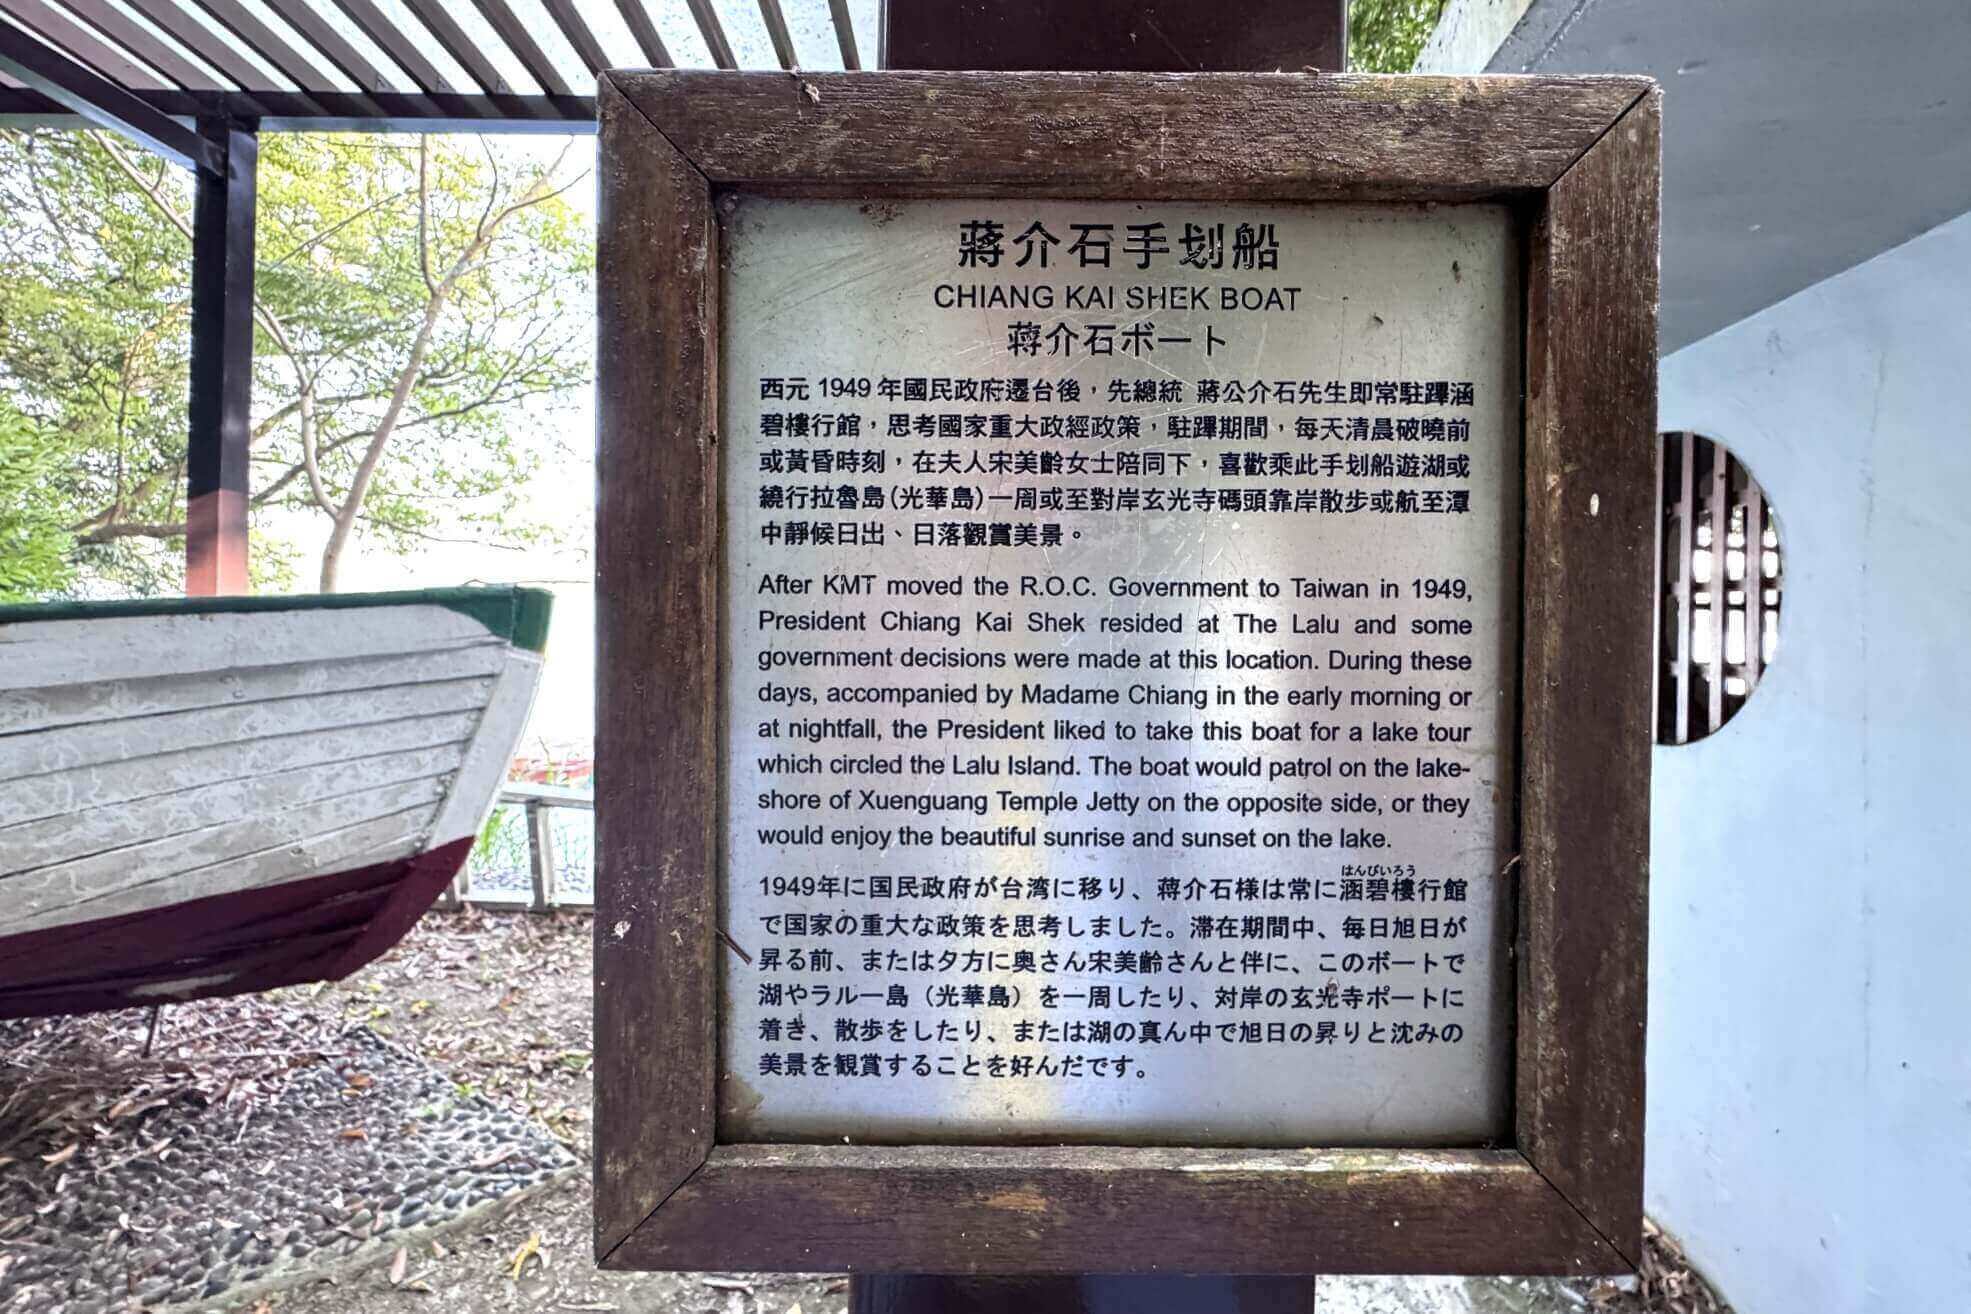 蔣介石手划船
CHIANG KAI SHEK BOAT
蒋介石ボート
西元 1949 年國民政府遷台後，先總統 蔣公介石先生即常駐蹕涵
碧樓行館，思考國家重大政經政策，駐蹕期間，每天清晨破曉前
或黃昏時刻，在夫人宋美齡女士陪同下，喜歡乘此手划船遊湖或
繞行拉魯島(光華島)一周或至對岸玄光寺碼頭靠岸散步或航至潭
中靜候日出、日落觀賞美景。
After KMT moved the R.O.C. Government to Taiwan in 1949,
President Chiang Kai Shek resided at The Lalu and some
government decisions were made at this location. During these
days, accompanied by Madame Chiang in the early morning or
at nightfall, the President liked to take this boat for a lake tour
which circled the Lalu Island. The boat would patrol on the lake-
shore of Xuenguang Temple Jetty on the opposite side, or they
would enjoy the beautiful sunrise and sunset on the lake.
はんぴいろう
1949年に国民政府が台湾に移り、蒋介石様は常に涵碧樓行館
で国家の重大な政策を思考しました。滞在期間中、毎日旭日が
昇る前、または夕方に奥さん宋美齢さんと伴に、このボートで
湖やラルー島（光華島）を一周したり、対岸の玄光寺ポートに
着き、散歩をしたり、または湖の真ん中で旭日の昇りと沈みの
美景を観賞することを好んだです。